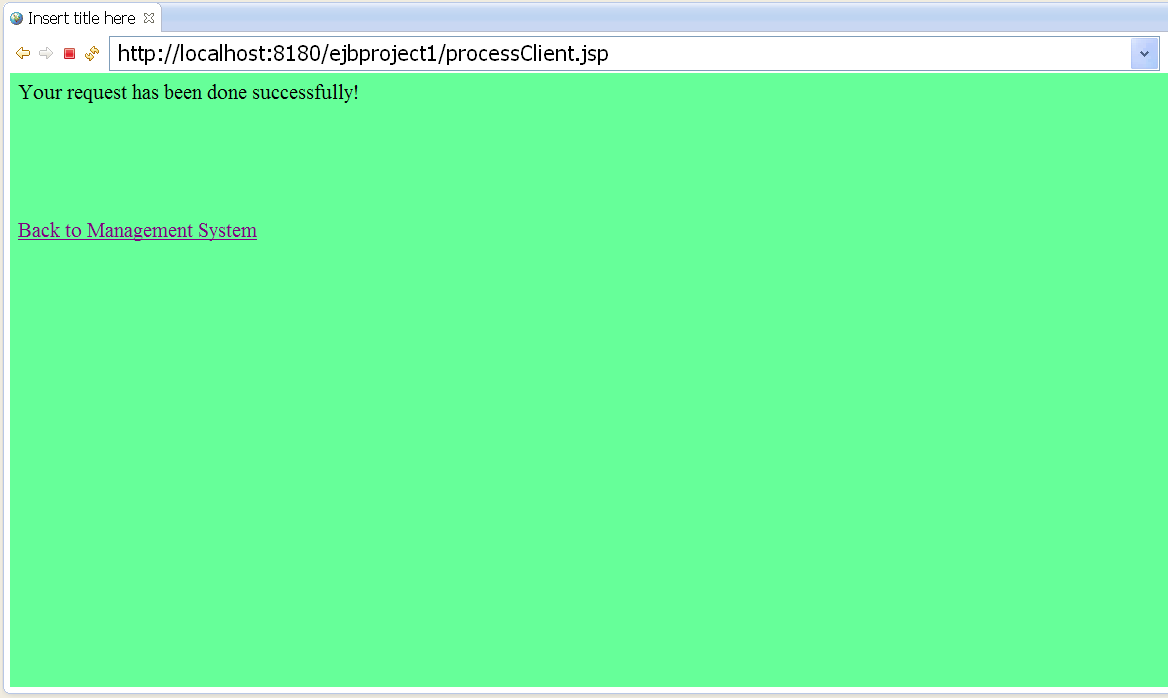 Insert title here
http://localhost:8180/ejbproject1/processClient.jsp
Your request has been done successfully!
Back to Management System